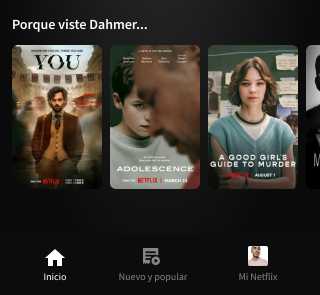 Porque viste Dahmer...
YOU
NETFLIX
ADOLESCENCE
NETFLIX | MARCH 13
A GOOD GIRL'S
GUIDE TO MURDER
NETFLIX | AUGUST 1
Inicio
Nuevo y popular
Mi Netflix